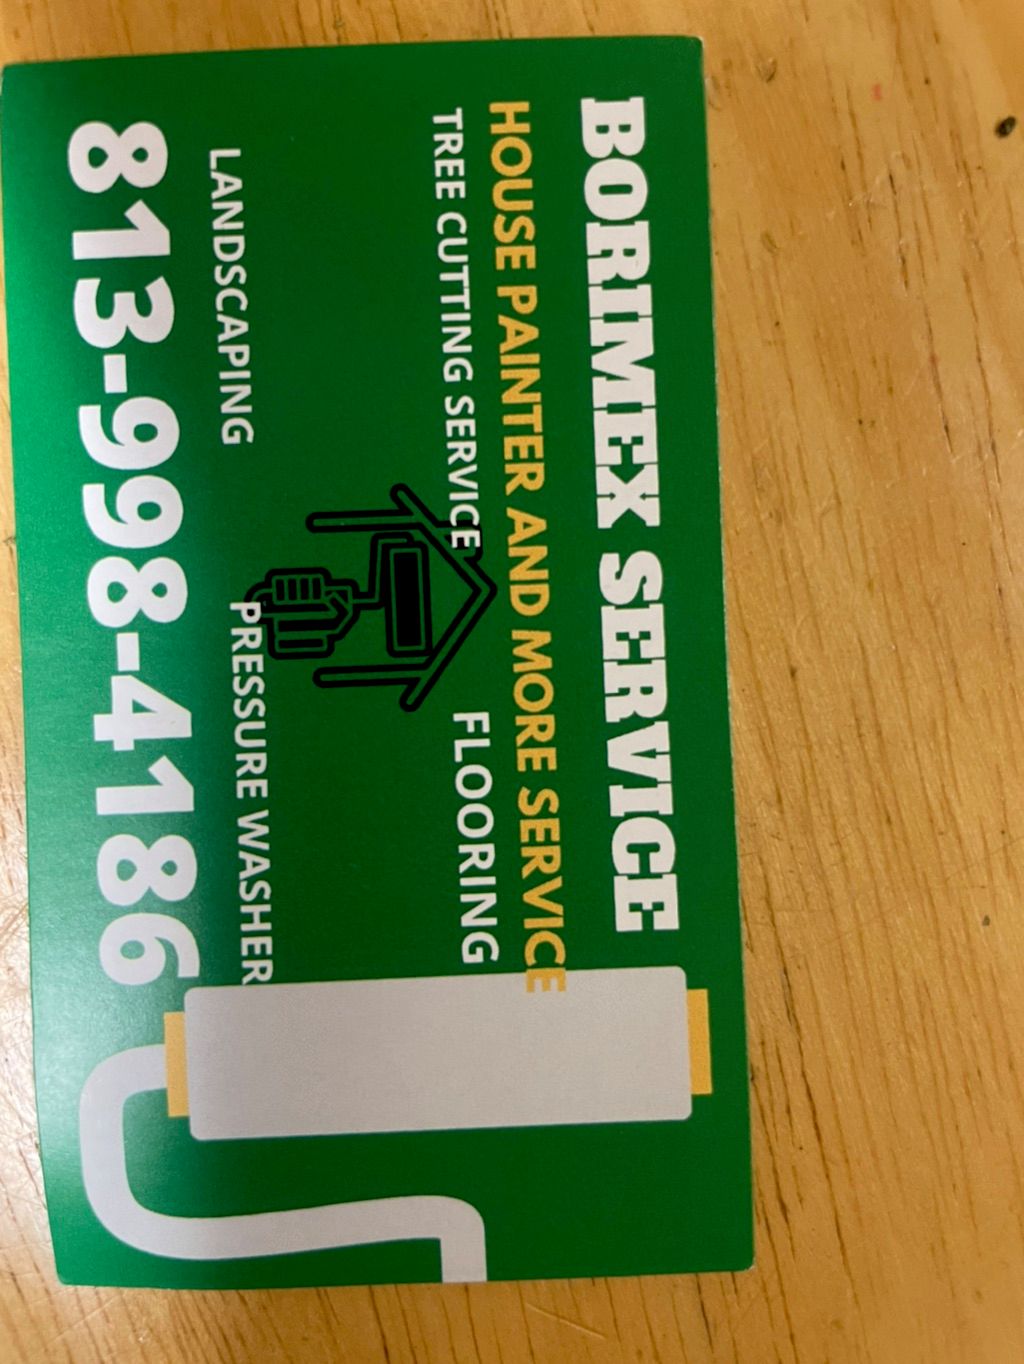 BORIMEX SERVICE
HOUSE PAINTER AND MORE SERVICE
TREE CUTTING SERVICE
FLOORING
LANDSCAPING
PRESSURE WASHER
813-998-4186